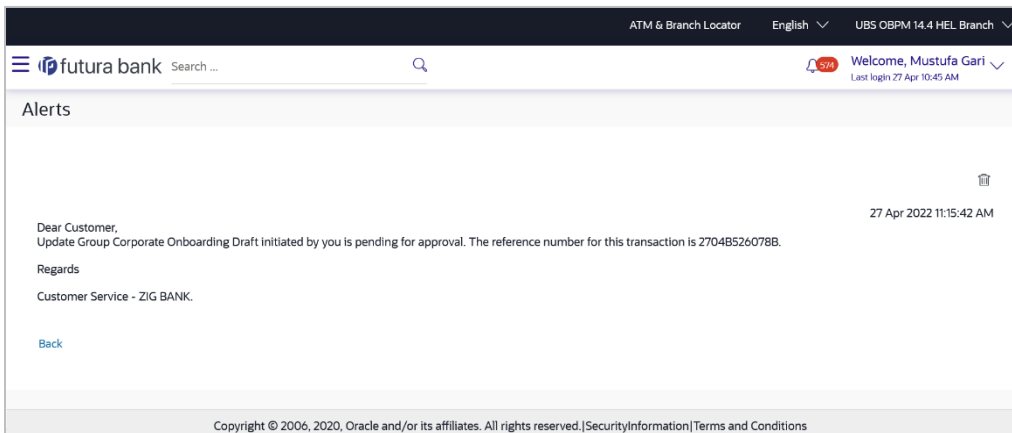 ATM & Branch Locator English UBS OBPM 14.4 HEL Branch
futura bank Search ... 574 Welcome, Mustufa Gari
Last login 27 Apr 10:45 AM
Alerts
27 Apr 2022 11:15:42 AM
Dear Customer,
Update Group Corporate Onboarding Draft initiated by you is pending for approval. The reference number for this transaction is 2704B526078B.
Regards
Customer Service - ZIG BANK.
Back
Copyright © 2006, 2020, Oracle and/or its affiliates. All rights reserved.|SecurityInformation|Terms and Conditions